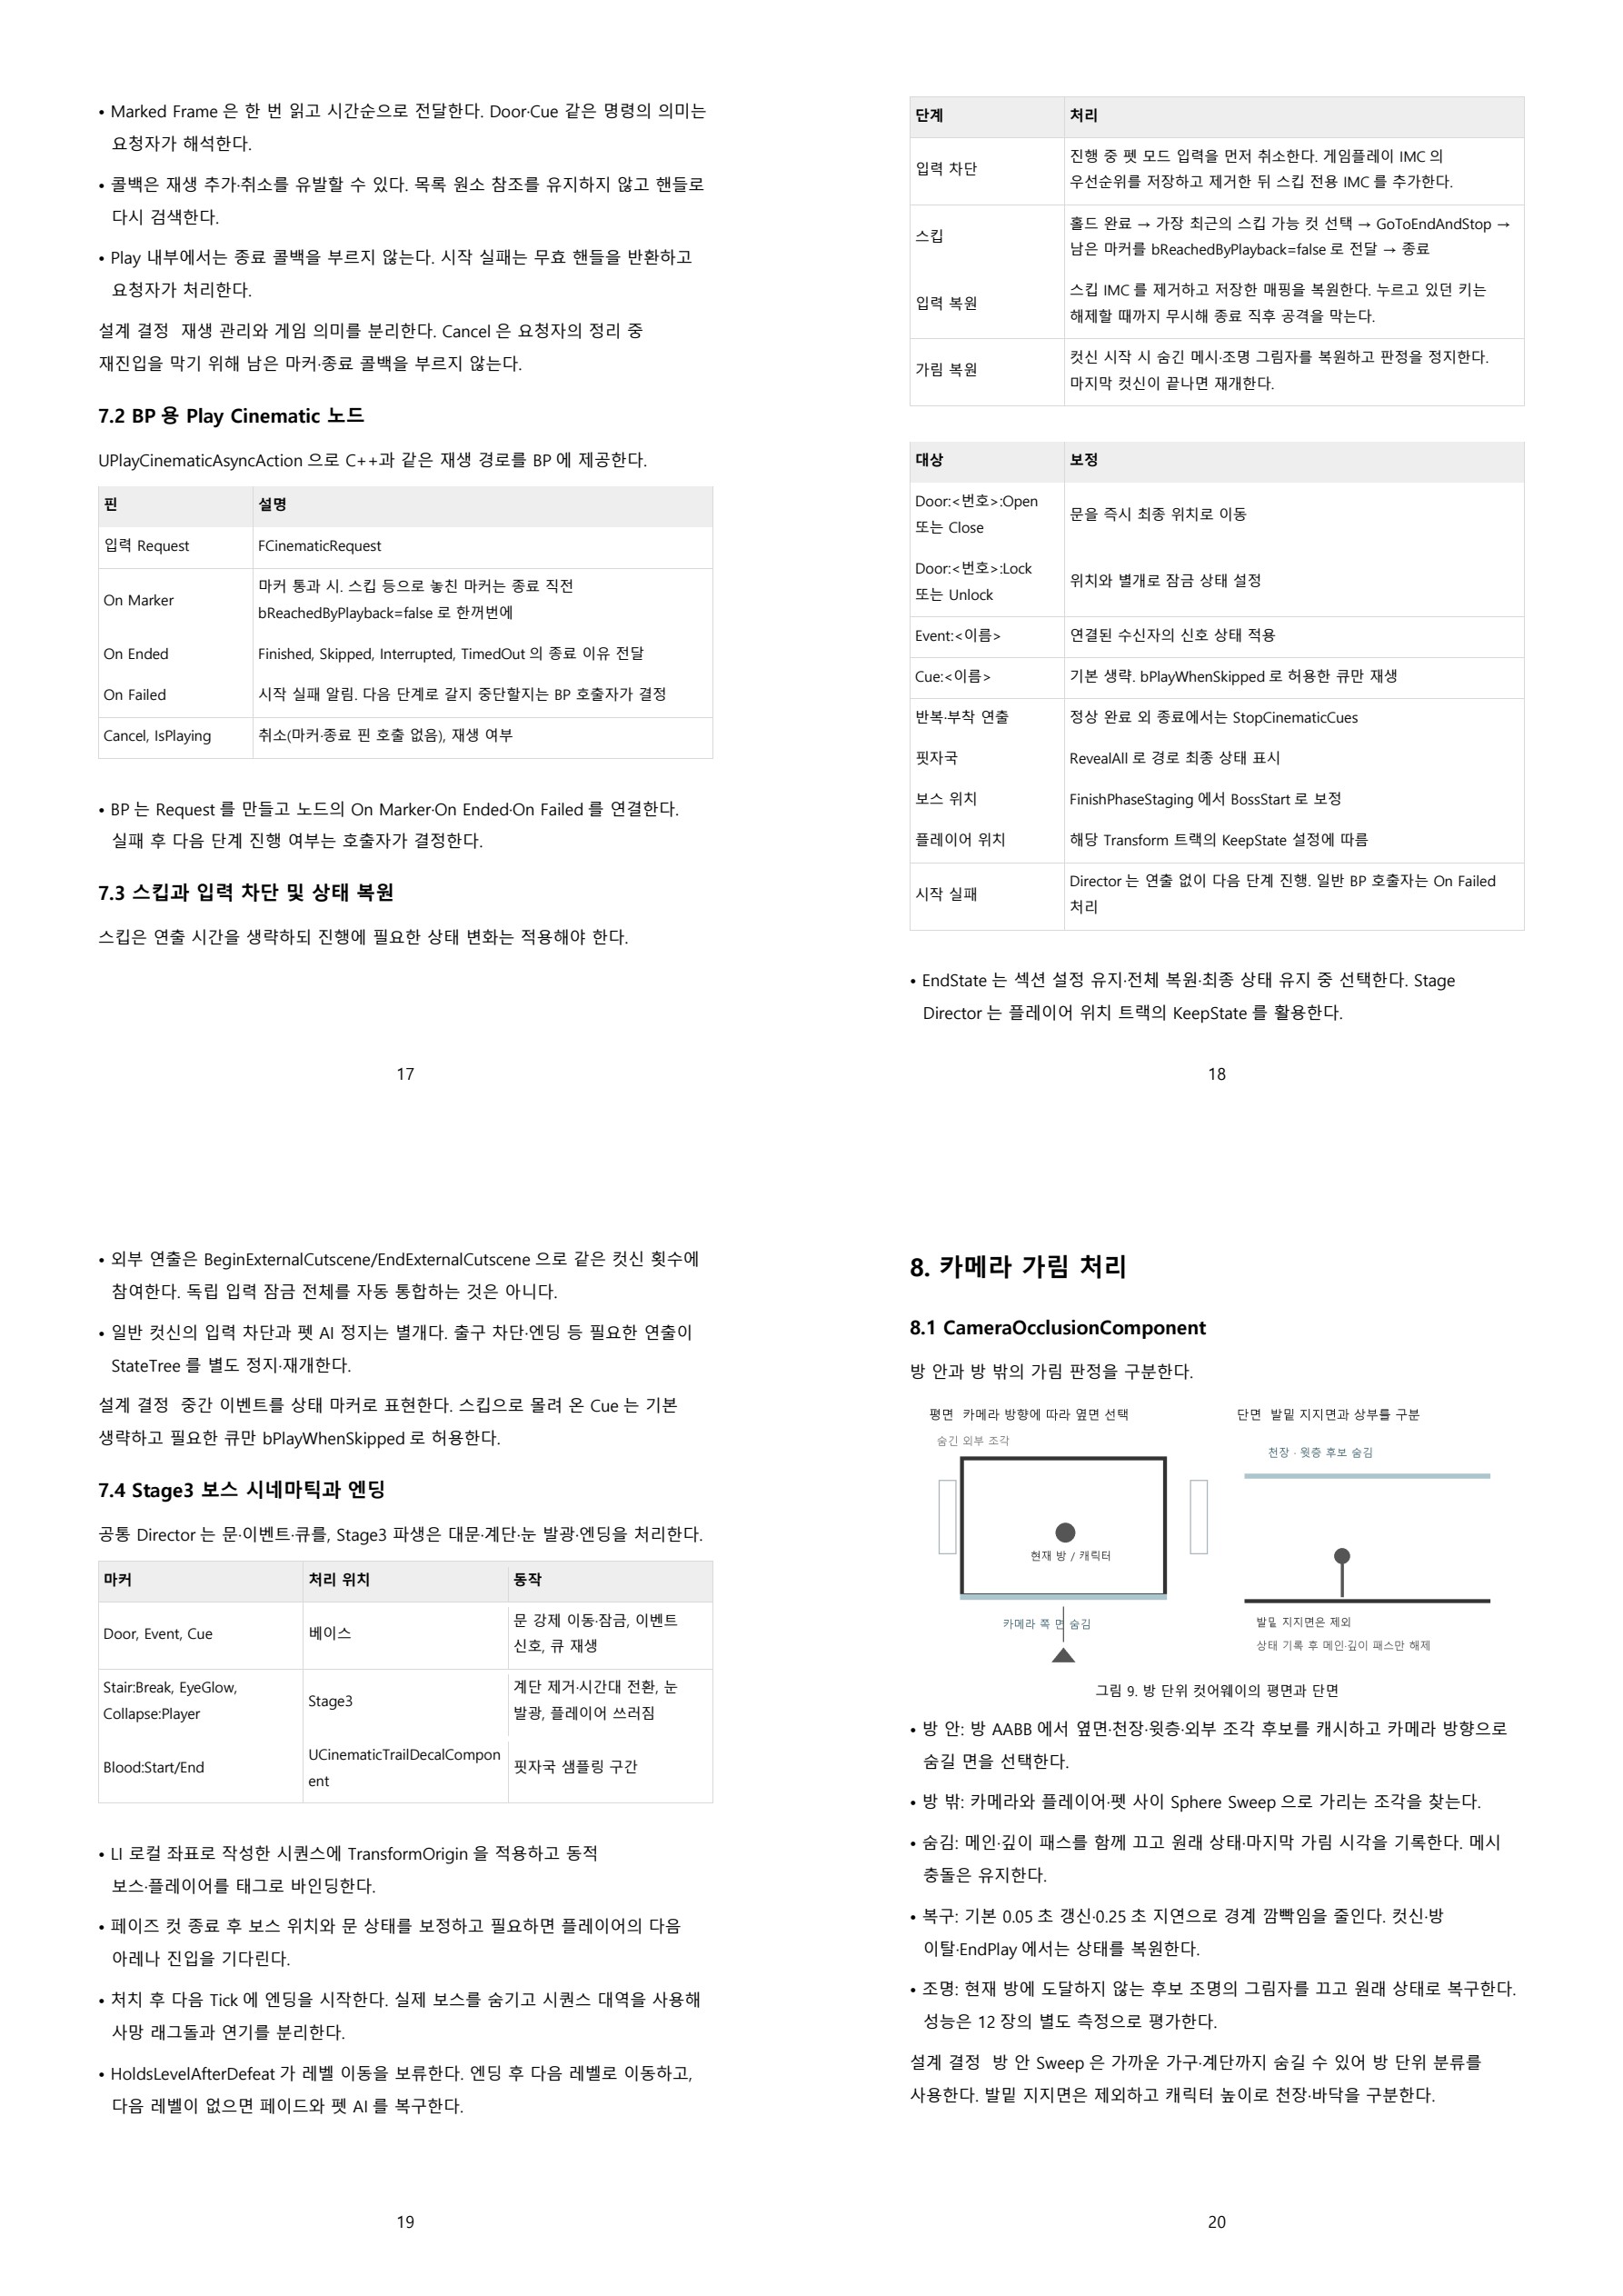 • Marked Frame 은 한 번 읽고 시간순으로 전달한다. Door·Cue 같은 명령의 의미는
요청자가 해석한다.
• 콜백은 재생 추가·취소를 유발할 수 있다. 목록 원소 참조를 유지하지 않고 핸들로
다시 검색한다.
• Play 내부에서는 종료 콜백을 부르지 않는다. 시작 실패는 무효 핸들을 반환하고
요청자가 처리한다.
설계 결정 재생 관리와 게임 의미를 분리한다. Cancel 은 요청자의 정리 중
재진입을 막기 위해 남은 마커·종료 콜백을 부르지 않는다.
7.2 BP 용 Play Cinematic 노드
UPlayCinematicAsyncAction 으로 C++과 같은 재생 경로를 BP 에 제공한다.
핀 설명
입력 Request FCinematicRequest
On Marker 마커 통과 시. 스킵 등으로 놓친 마커는 종료 직전
bReachedByPlayback=false 로 한꺼번에
On Ended Finished, Skipped, Interrupted, TimedOut 의 종료 이유 전달
On Failed 시작 실패 알림. 다음 단계로 갈지 중단할지는 BP 호출자가 결정
Cancel, IsPlaying 취소(마커·종료 핀 호출 없음), 재생 여부
• BP 는 Request 를 만들고 노드의 On Marker·On Ended·On Failed 를 연결한다.
실패 후 다음 단계 진행 여부는 호출자가 결정한다.
7.3 스킵과 입력 차단 및 상태 복원
스킵은 연출 시간을 생략하되 진행에 필요한 상태 변화는 적용해야 한다.
17
단계 처리
입력 차단 진행 중 펫 모드 입력을 먼저 취소한다. 게임플레이 IMC 의
우선순위를 저장하고 제거한 뒤 스킵 전용 IMC 를 추가한다.
스킵 홀드 완료 → 가장 최근의 스킵 가능 컷 선택 → GoToEndAndStop →
남은 마커를 bReachedByPlayback=false 로 전달 → 종료
입력 복원 스킵 IMC 를 제거하고 저장한 매핑을 복원한다. 누르고 있던 키는
해제할 때까지 무시해 종료 직후 공격을 막는다.
가림 복원 컷신 시작 시 숨긴 메시·조명 그림자를 복원하고 판정을 정지한다.
마지막 컷신이 끝나면 재개한다.
대상 보정
Door:<번호>:Open
또는 Close 문을 즉시 최종 위치로 이동
Door:<번호>:Lock
또는 Unlock 위치와 별개로 잠금 상태 설정
Event:<이름> 연결된 수신자의 신호 상태 적용
Cue:<이름> 기본 생략. bPlayWhenSkipped 로 허용한 큐만 재생
반복·부착 연출 정상 완료 외 종료에서는 StopCinematicCues
핏자국 RevealAll 로 경로 최종 상태 표시
보스 위치 FinishPhaseStaging 에서 BossStart 로 보정
플레이어 위치 해당 Transform 트랙의 KeepState 설정에 따름
시작 실패 Director 는 연출 없이 다음 단계 진행. 일반 BP 호출자는 On Failed
처리
• EndState 는 섹션 설정 유지·전체 복원·최종 상태 유지 중 선택한다. Stage
Director 는 플레이어 위치 트랙의 KeepState 를 활용한다.
18
• 외부 연출은 BeginExternalCutscene/EndExternalCutscene 으로 같은 컷신 횟수에
참여한다. 독립 입력 잠금 전체를 자동 통합하는 것은 아니다.
• 일반 컷신의 입력 차단과 펫 AI 정지는 별개다. 출구 차단·엔딩 등 필요한 연출이
StateTree 를 별도 정지·재개한다.
설계 결정 중간 이벤트를 상태 마커로 표현한다. 스킵으로 몰려 온 Cue 는 기본
생략하고 필요한 큐만 bPlayWhenSkipped 로 허용한다.
7.4 Stage3 보스 시네마틱과 엔딩
공통 Director 는 문·이벤트·큐를, Stage3 파생은 대문·계단·눈 발광·엔딩을 처리한다.
마커 처리 위치 동작
Door, Event, Cue 베이스 문 강제 이동·잠금, 이벤트
신호, 큐 재생
Stair:Break, EyeGlow,
Collapse:Player Stage3 계단 제거·시간대 전환, 눈
발광, 플레이어 쓰러짐
Blood:Start/End UCinematicTrailDecalCompon
ent 핏자국 샘플링 구간
• LI 로컬 좌표로 작성한 시퀀스에 TransformOrigin 을 적용하고 동적
보스·플레이어를 태그로 바인딩한다.
• 페이즈 컷 종료 후 보스 위치와 문 상태를 보정하고 필요하면 플레이어의 다음
아레나 진입을 기다린다.
• 처치 후 다음 Tick 에 엔딩을 시작한다. 실제 보스를 숨기고 시퀀스 대역을 사용해
사망 래그돌과 연기를 분리한다.
• HoldsLevelAfterDefeat 가 레벨 이동을 보류한다. 엔딩 후 다음 레벨로 이동하고,
다음 레벨이 없으면 페이드와 펫 AI 를 복구한다.
19
8. 카메라 가림 처리
8.1 CameraOcclusionComponent
방 안과 방 밖의 가림 판정을 구분한다.
평면 카메라 방향에 따라 옆면 선택
숨긴 외부 조각
현재 방 / 캐릭터
카메라 쪽 면 숨김
단면 발밑 지지면과 상부를 구분
천장 · 윗층 후보 숨김
발밑 지지면은 제외
상태 기록 후 메인·깊이 패스만 해제
그림 9. 방 단위 컷어웨이의 평면과 단면
• 방 안: 방 AABB 에서 옆면·천장·윗층·외부 조각 후보를 캐시하고 카메라 방향으로
숨길 면을 선택한다.
• 방 밖: 카메라와 플레이어·펫 사이 Sphere Sweep 으로 가리는 조각을 찾는다.
• 숨김: 메인·깊이 패스를 함께 끄고 원래 상태·마지막 가림 시각을 기록한다. 메시
충돌은 유지한다.
• 복구: 기본 0.05 초 갱신·0.25 초 지연으로 경계 깜빡임을 줄인다. 컷신·방
이탈·EndPlay 에서는 상태를 복원한다.
• 조명: 현재 방에 도달하지 않는 후보 조명의 그림자를 끄고 원래 상태로 복구한다.
성능은 12 장의 별도 측정으로 평가한다.
설계 결정 방 안 Sweep 은 가까운 가구·계단까지 숨길 수 있어 방 단위 분류를
사용한다. 발밑 지지면은 제외하고 캐릭터 높이로 천장·바닥을 구분한다.
20